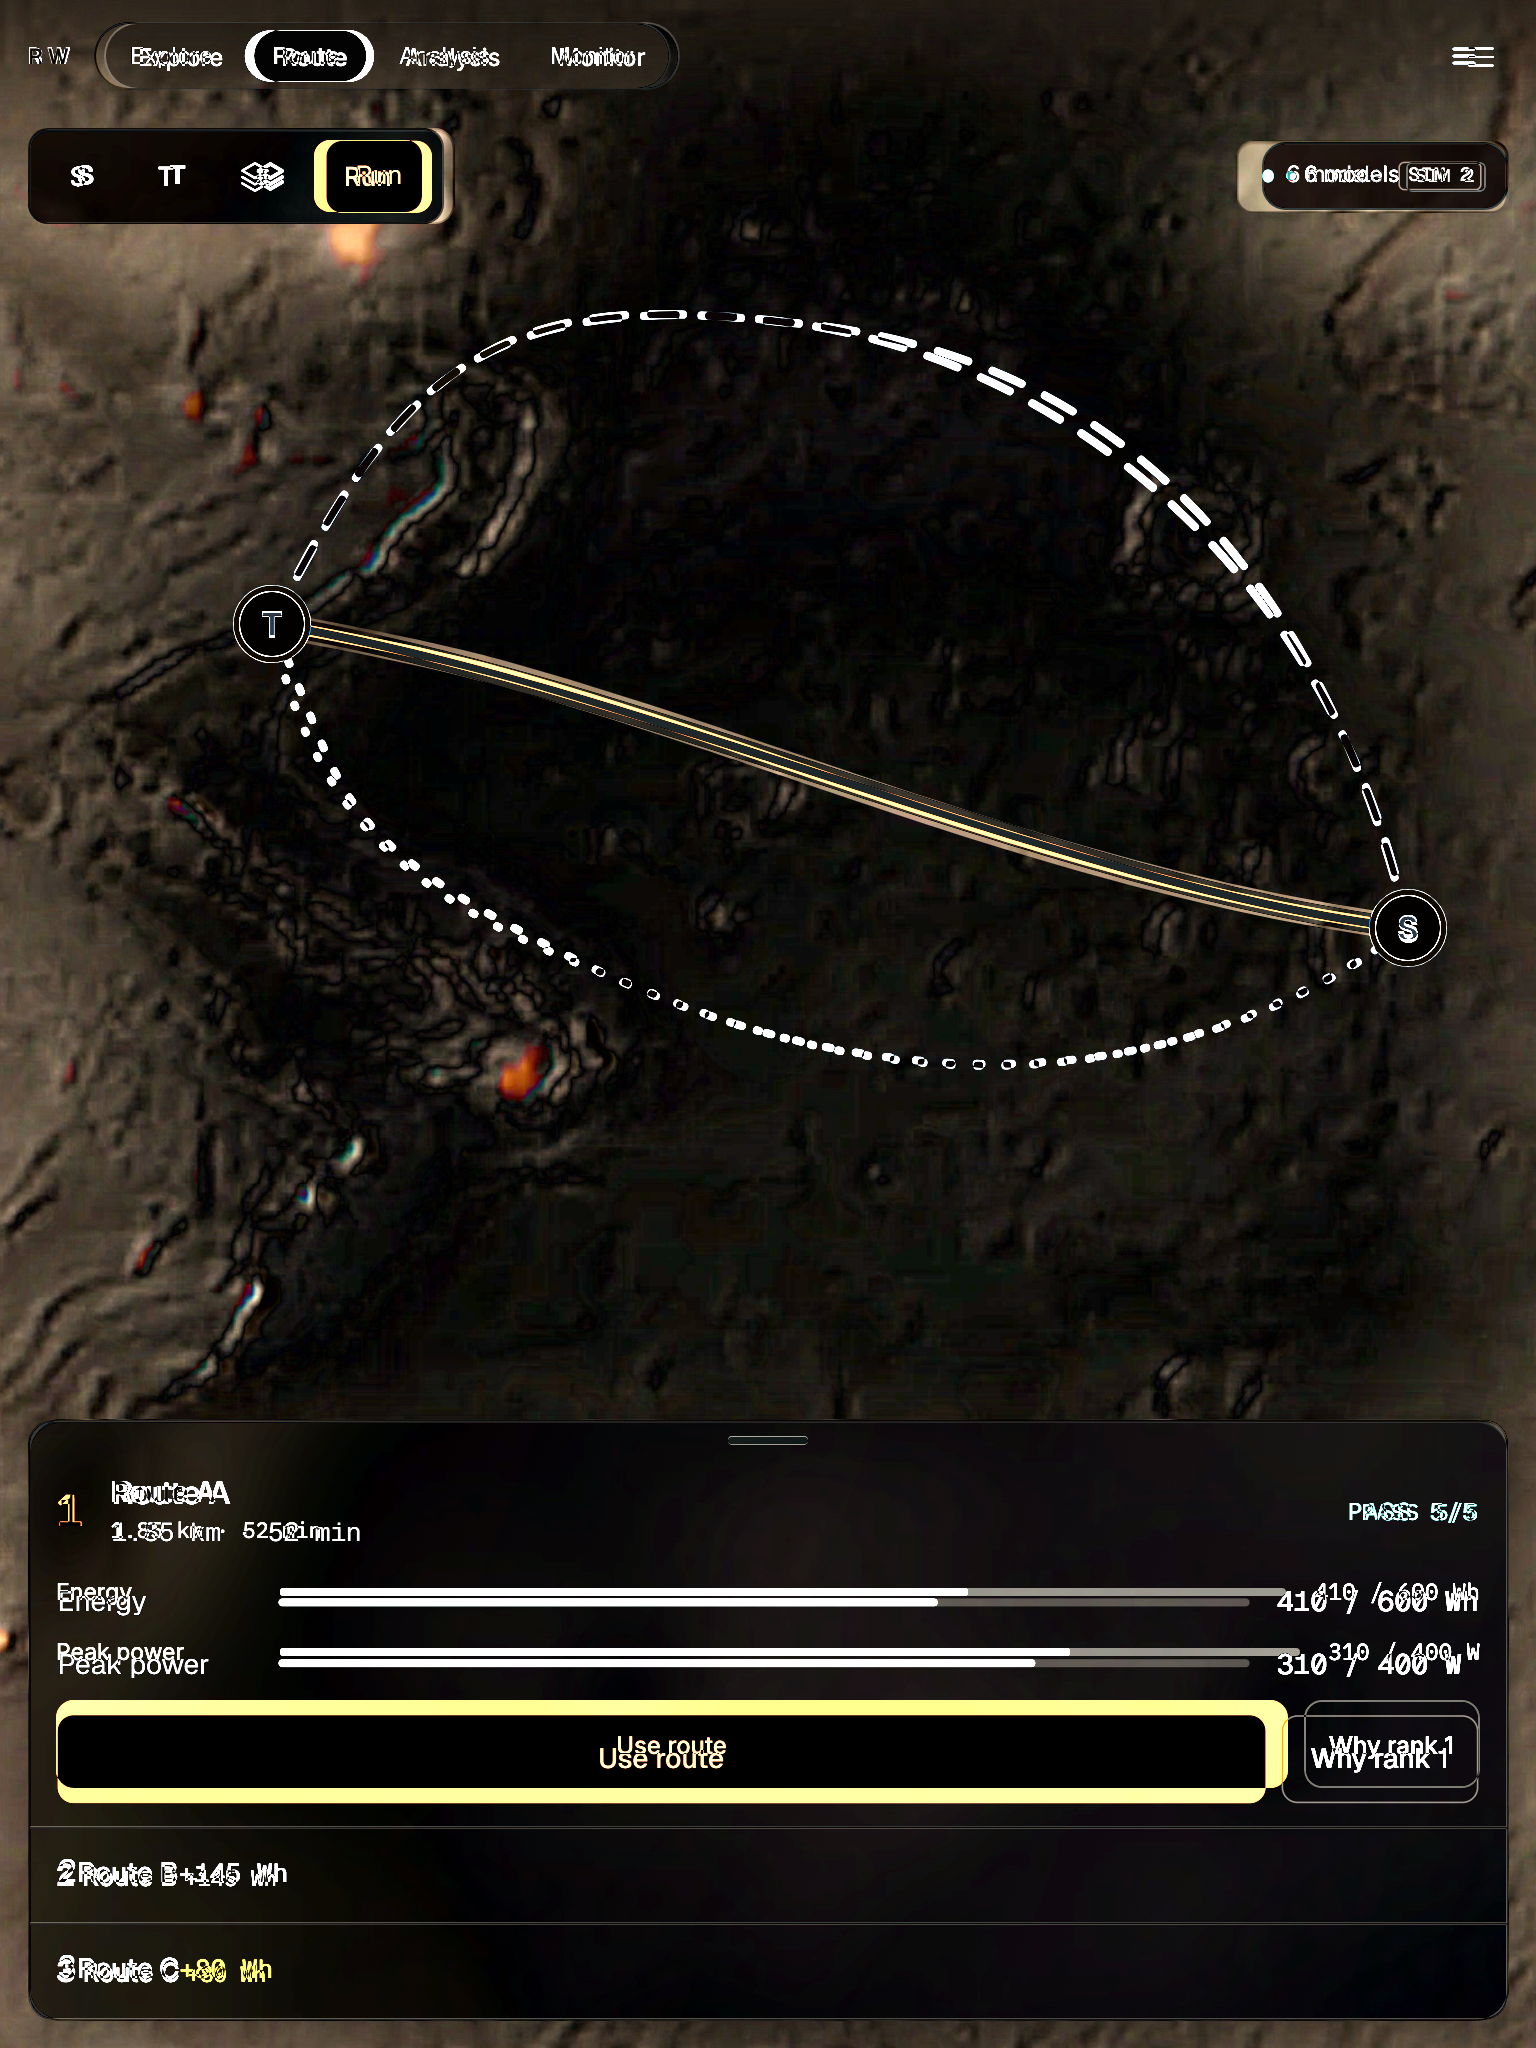 RW Explore Route Analysis Monitor
S T Run 6 models SIM 2
T
S
1 Route A
1.85 km · 52 min
PASS 5/5
Energy 410 / 600 Wh
Peak power 310 / 400 W
Use route Why rank 1
2 Route B +145 Wh
3 Route C +80 Wh